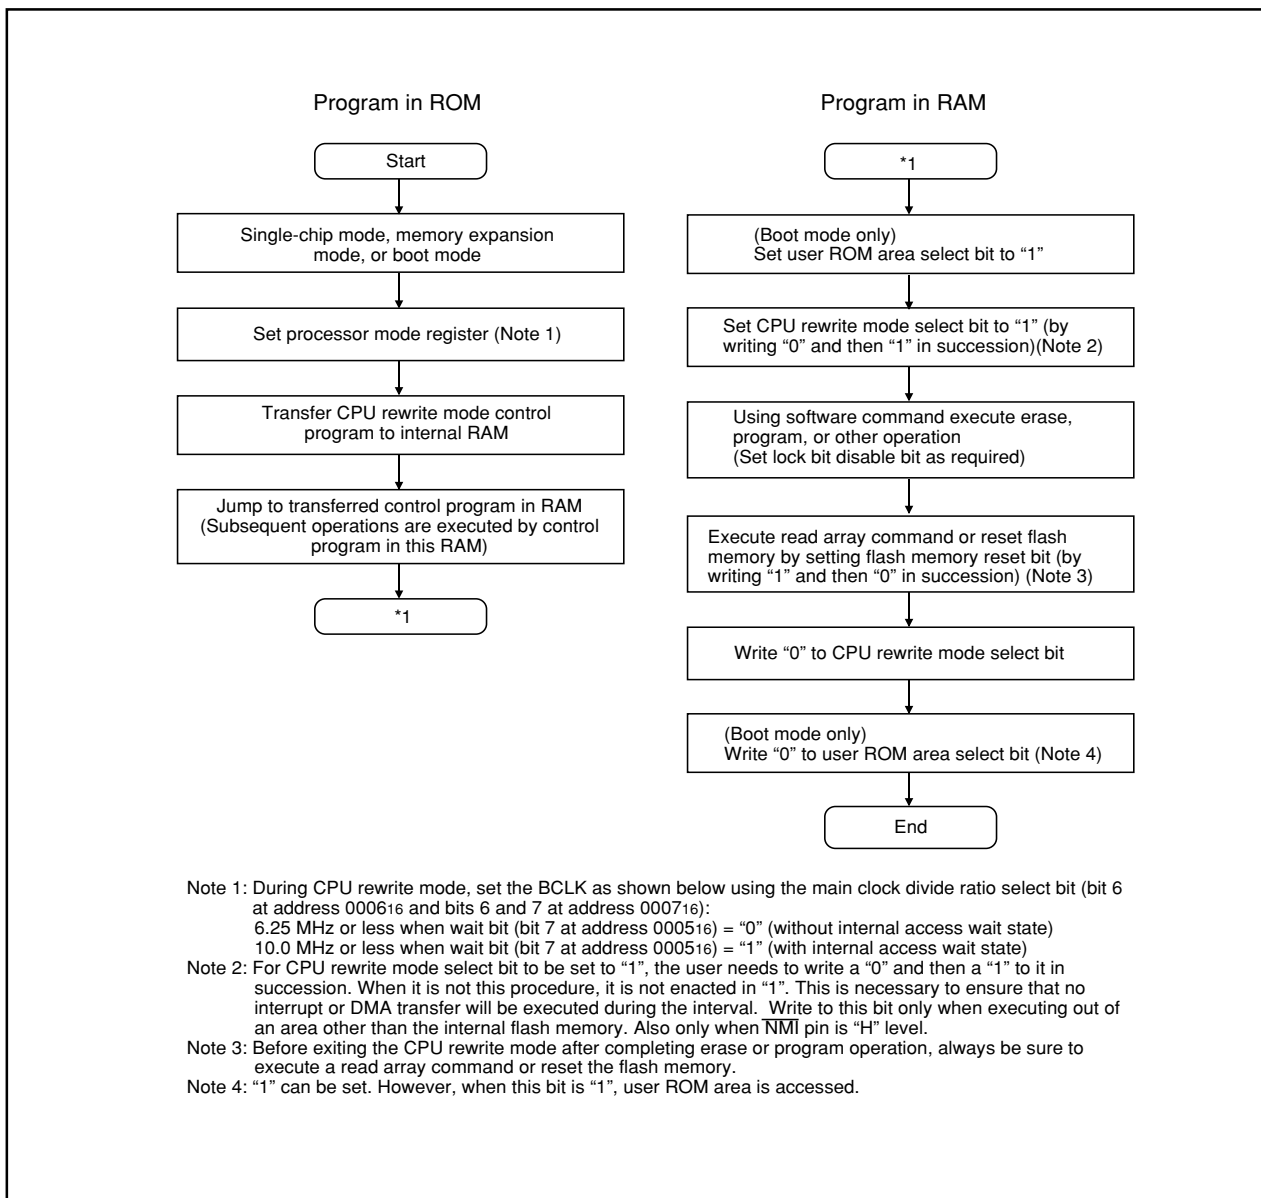 Program in ROM
Start
Single-chip mode, memory expansion
mode, or boot mode
Set processor mode register (Note 1)
Transfer CPU rewrite mode control
program to internal RAM
Jump to transferred control program in RAM
(Subsequent operations are executed by control
program in this RAM)
*1
Program in RAM
*1
(Boot mode only)
Set user ROM area select bit to “1”
Set CPU rewrite mode select bit to “1” (by
writing “0” and then “1” in succession)(Note 2)
Using software command execute erase,
program, or other operation
(Set lock bit disable bit as required)
Execute read array command or reset flash
memory by setting flash memory reset bit (by
writing “1” and then “0” in succession) (Note 3)
Write “0” to CPU rewrite mode select bit
(Boot mode only)
Write “0” to user ROM area select bit (Note 4)
End
Note 1: During CPU rewrite mode, set the BCLK as shown below using the main clock divide ratio select bit (bit 6
at address 000616 and bits 6 and 7 at address 000716):
6.25 MHz or less when wait bit (bit 7 at address 000516) = “0” (without internal access wait state)
10.0 MHz or less when wait bit (bit 7 at address 000516) = “1” (with internal access wait state)
Note 2: For CPU rewrite mode select bit to be set to “1”, the user needs to write a “0” and then a “1” to it in
succession. When it is not this procedure, it is not enacted in “1”. This is necessary to ensure that no
interrupt or DMA transfer will be executed during the interval. Write to this bit only when executing out of
an area other than the internal flash memory. Also only when NMI pin is “H” level.
Note 3: Before exiting the CPU rewrite mode after completing erase or program operation, always be sure to
execute a read array command or reset the flash memory.
Note 4: “1” can be set. However, when this bit is “1”, user ROM area is accessed.